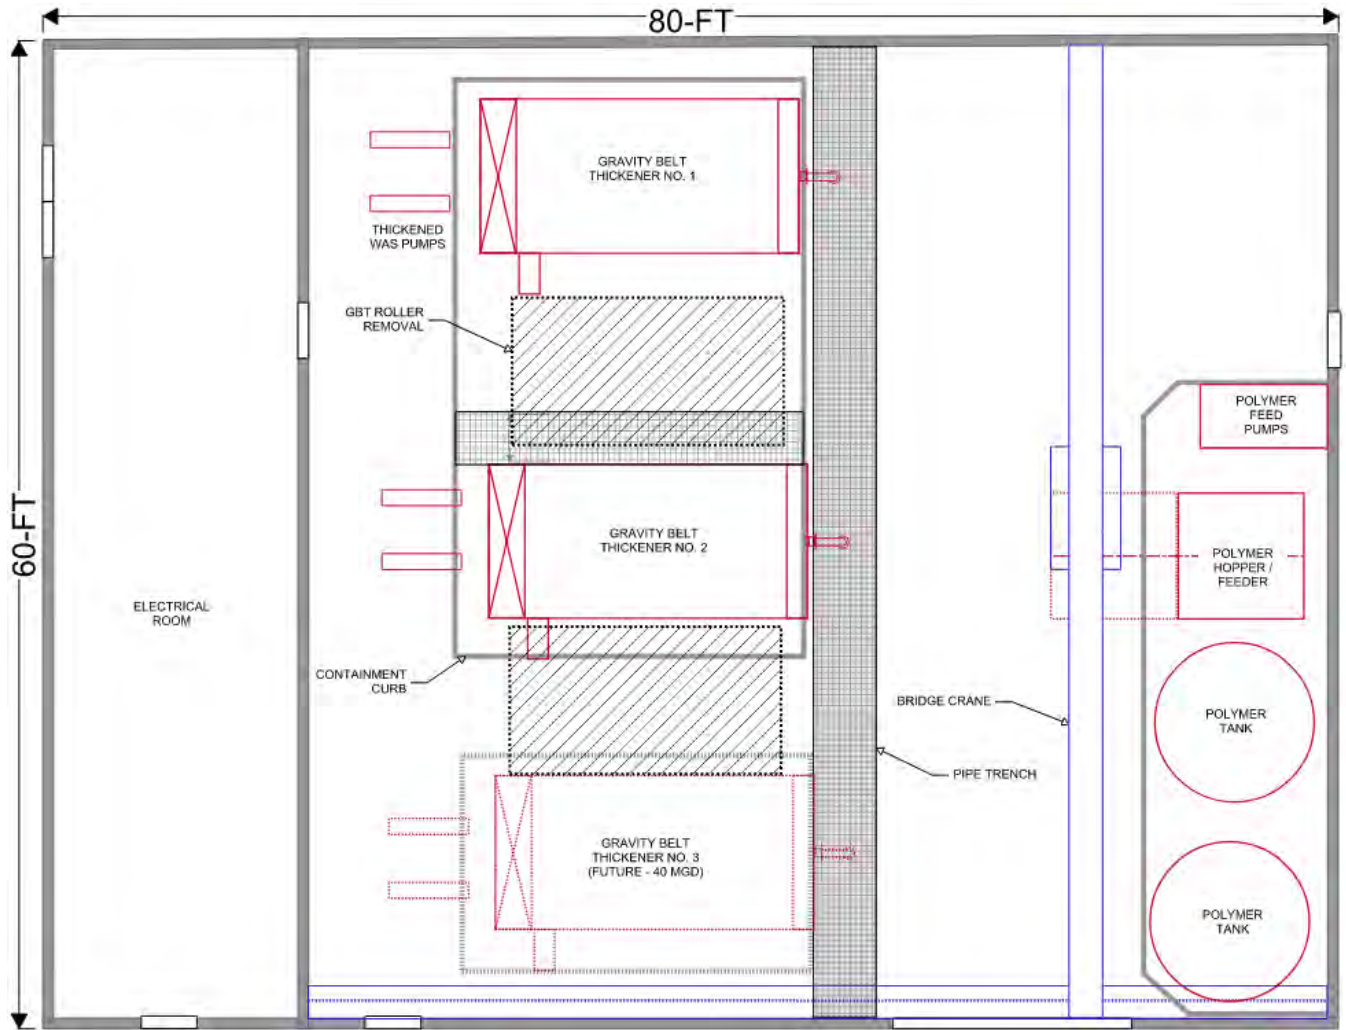 80-FT
GRAVITY BELT
THICKENER NO. 1
THICKENED
WAS PUMPS
GBT ROLLER
REMOVAL
POLYMER
FEED
PUMPS
60-FT
GRAVITY BELT
THICKENER NO. 2
POLYMER
HOPPER /
FEEDER
ELECTRICAL
ROOM
CONTAINMENT
CURB
BRIDGE CRANE
POLYMER
TANK
PIPE TRENCH
GRAVITY BELT
THICKENER NO. 3
(FUTURE - 40 MGD)
POLYMER
TANK